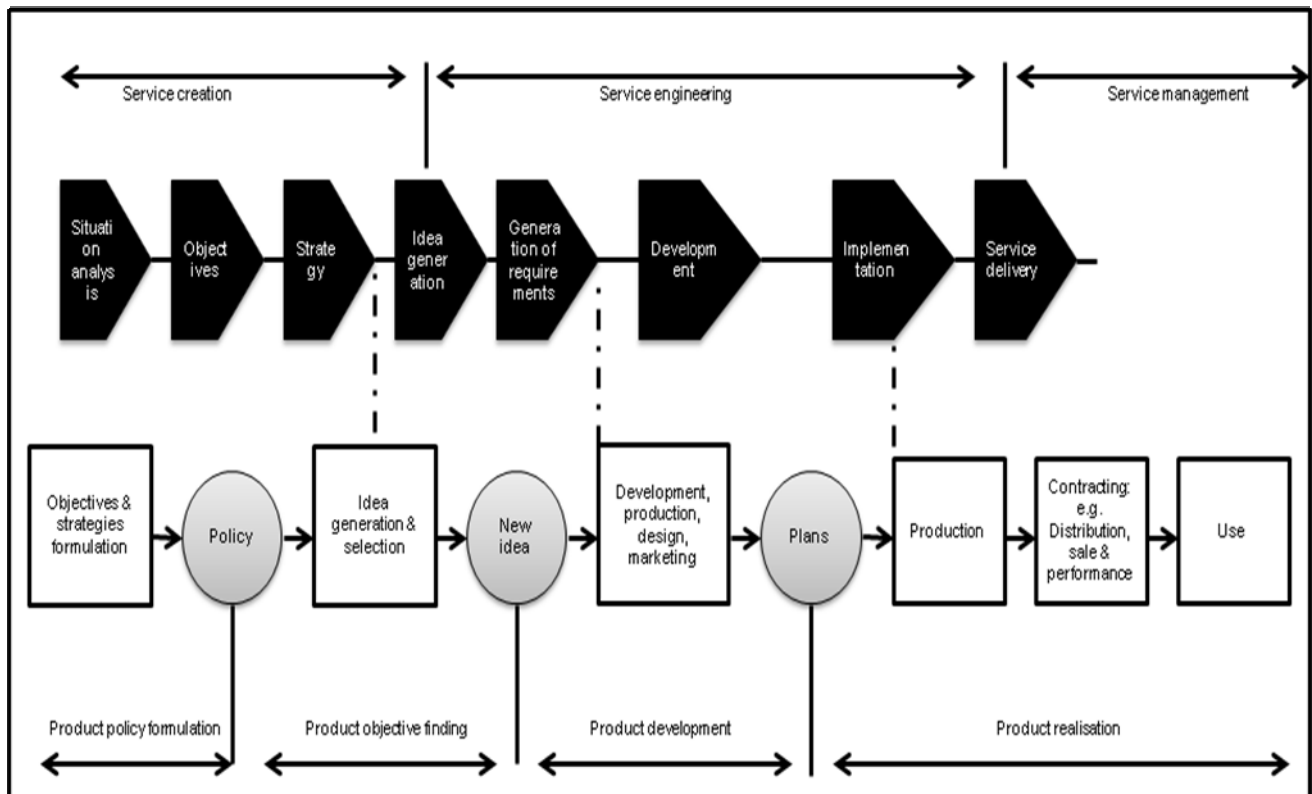 Service creation
Service engineering
Service management
Situati
on
analys
is
Object
ives
Strate
gy
Idea
gener
ation
Genera
tion of
require
ments
Developm
ent
Implemen
tation
Service
delivery
Objectives &
strategies
formulation
Policy
Idea
generation &
selection
New
idea
Development,
production,
design,
marketing
Plans
Production
Contracting:
e.g.
Distribution,
sale &
performance
Use
Product policy formulation
Product objective finding
Product development
Product realisation